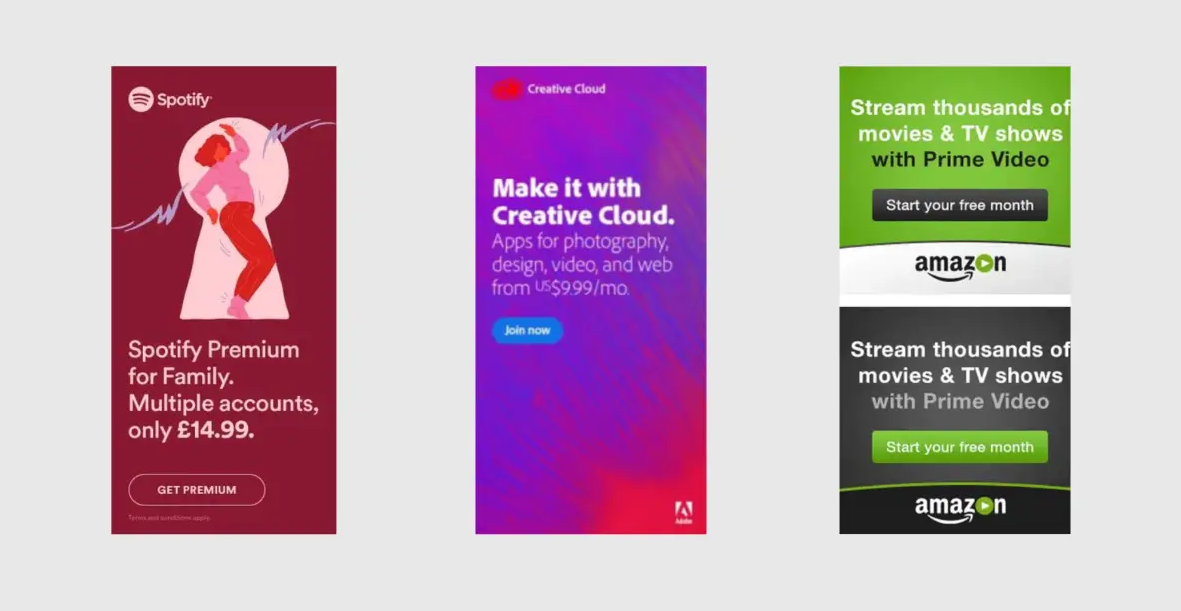 Spotify
Spotify Premium
for Family.
Multiple accounts,
only £14.99.
GET PREMIUM
Terms and conditions apply.
Creative Cloud
Make it with
Creative Cloud.
Apps for photography,
design, video, and web
from US$9.99/mo.
Join now
Adobe
Stream thousands of
movies & TV shows
with Prime Video
Start your free month
amazon
Stream thousands of
movies & TV shows
with Prime Video
Start your free month
amazon